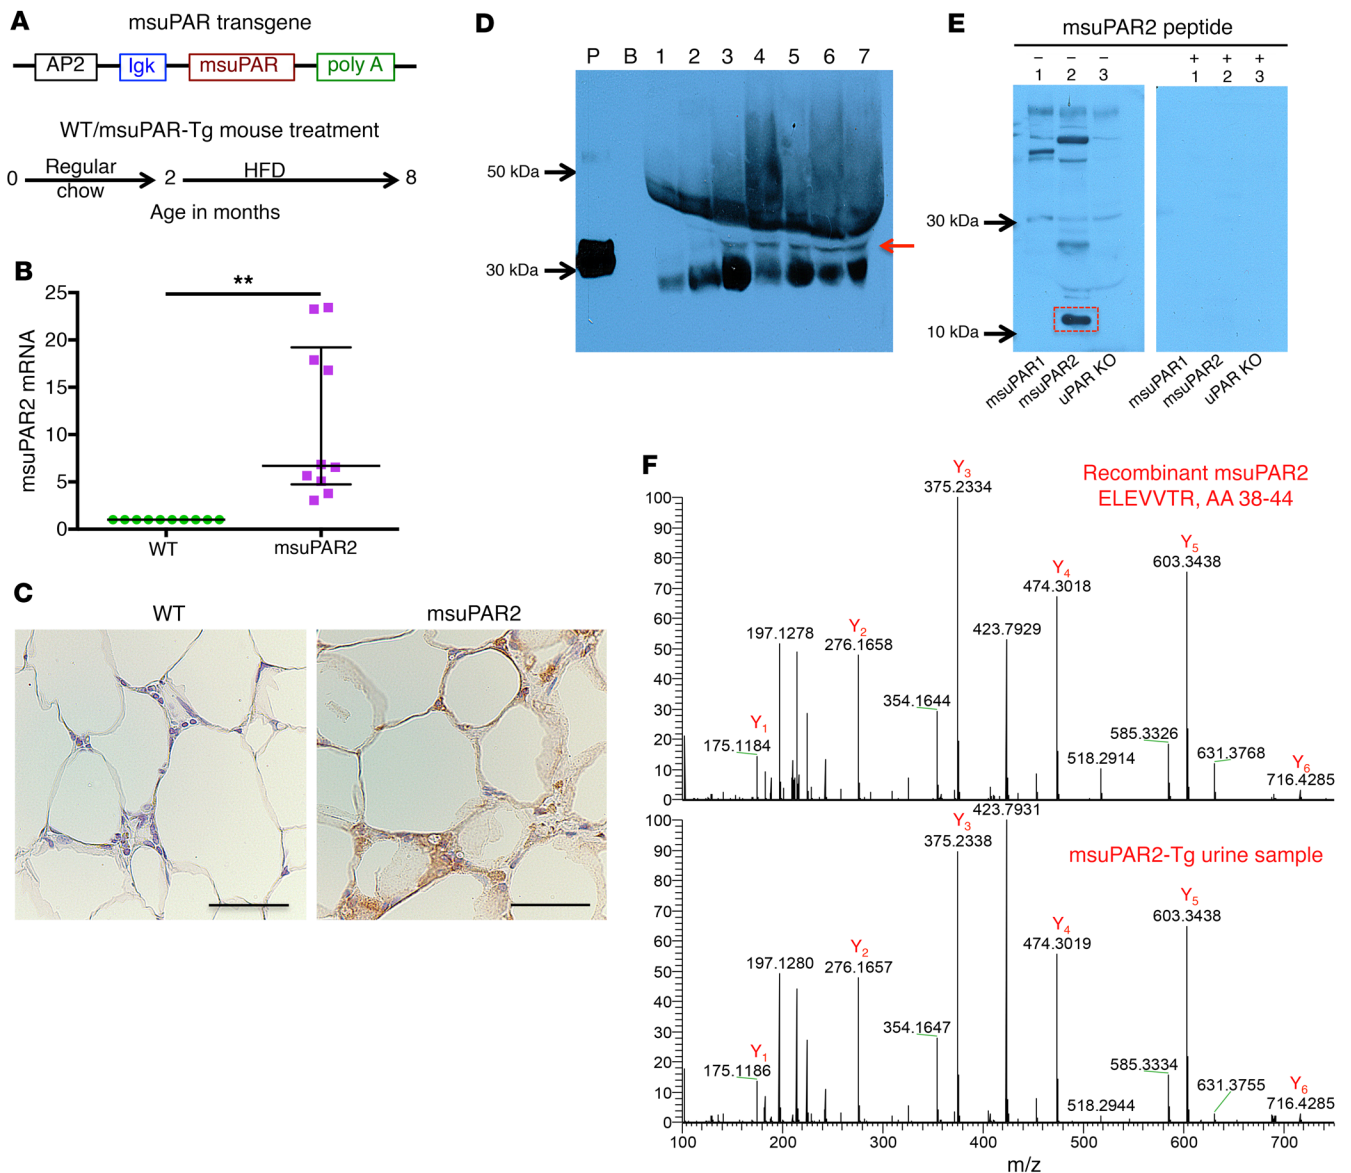 A
msuPAR transgene
AP2
Igk
msuPAR
poly A
WT/msuPAR-Tg mouse treatment
0
Regular
chow
2
HFD
8
Age in months
B
**
msuPAR2 mRNA
25
20
15
10
5
0
WT
msuPAR2
C
WT
msuPAR2
D
P B 1 2 3 4 5 6 7
50 kDa
30 kDa
E
msuPAR2 peptide
– – –
1 2 3
+ + +
1 2 3
30 kDa
10 kDa
msuPAR1
msuPAR2
uPAR KO
msuPAR1
msuPAR2
uPAR KO
F
Recombinant msuPAR2
ELEVVTR, AA 38-44
100
90
80
70
60
50
40
30
20
10
0
Y1
175.1184
197.1278
Y2
276.1658
354.1644
Y3
375.2334
423.7929
Y4
474.3018
518.2914
585.3326
Y5
603.3438
631.3768
Y6
716.4285
msuPAR2-Tg urine sample
100
90
80
70
60
50
40
30
20
10
0
Y1
175.1186
197.1280
Y2
276.1657
354.1647
Y3
375.2338
423.7931
Y4
474.3019
518.2944
585.3334
Y5
603.3438
631.3755
Y6
716.4285
100 200 300 400 500 600 700
m/z